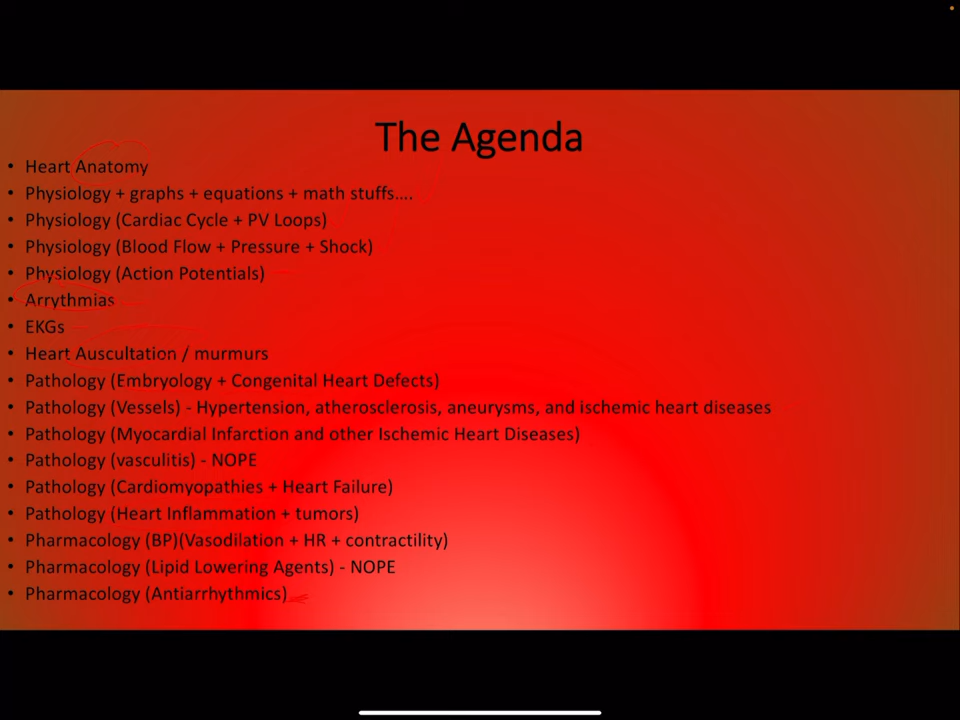 The Agenda
• Heart Anatomy
• Physiology + graphs + equations + math stuffs....
• Physiology (Cardiac Cycle + PV Loops)
• Physiology (Blood Flow + Pressure + Shock)
• Physiology (Action Potentials)
• Arrythmias
• EKGs
• Heart Auscultation / murmurs
• Pathology (Embryology + Congenital Heart Defects)
• Pathology (Vessels) - Hypertension, atherosclerosis, aneurysms, and ischemic heart diseases
• Pathology (Myocardial Infarction and other Ischemic Heart Diseases)
• Pathology (vasculitis) - NOPE
• Pathology (Cardiomyopathies + Heart Failure)
• Pathology (Heart Inflammation + tumors)
• Pharmacology (BP)(Vasodilation + HR + contractility)
• Pharmacology (Lipid Lowering Agents) - NOPE
• Pharmacology (Antiarrhythmics)